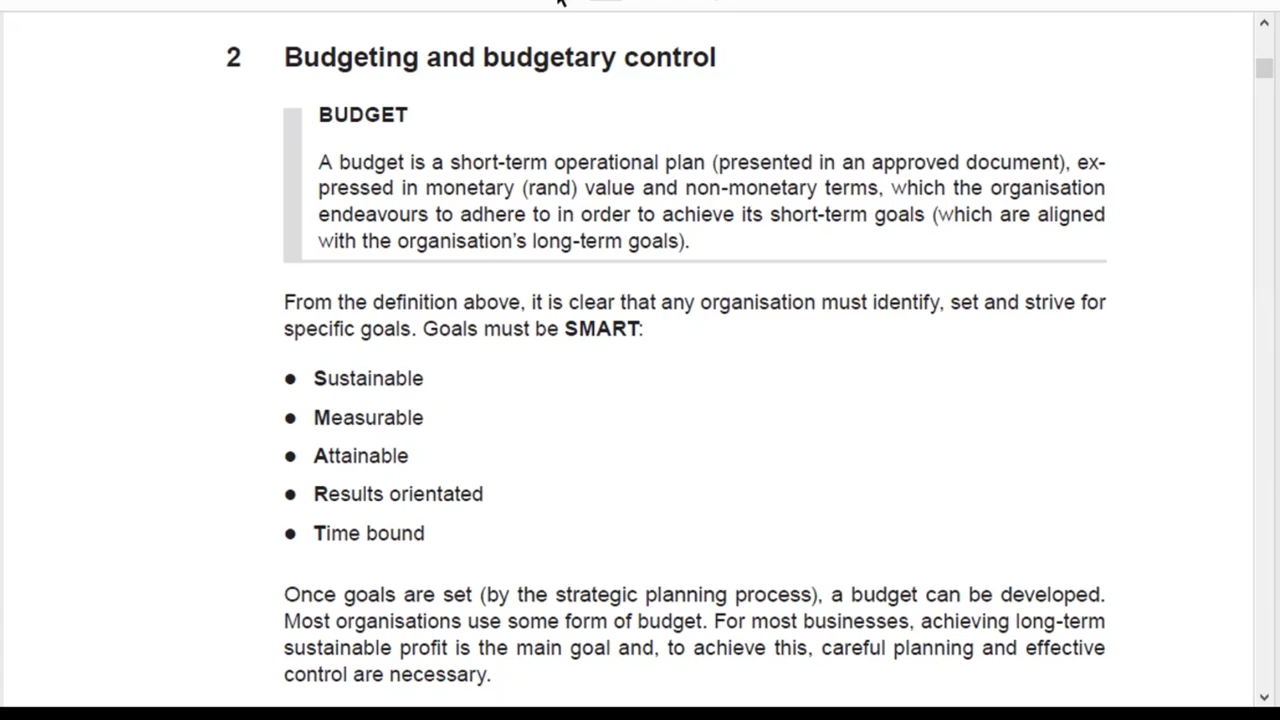 2 Budgeting and budgetary control
BUDGET
A budget is a short-term operational plan (presented in an approved document), ex-
pressed in monetary (rand) value and non-monetary terms, which the organisation
endeavours to adhere to in order to achieve its short-term goals (which are aligned
with the organisation's long-term goals).
From the definition above, it is clear that any organisation must identify, set and strive for
specific goals. Goals must be SMART:
● Sustainable
● Measurable
● Attainable
● Results orientated
● Time bound
Once goals are set (by the strategic planning process), a budget can be developed.
Most organisations use some form of budget. For most businesses, achieving long-term
sustainable profit is the main goal and, to achieve this, careful planning and effective
control are necessary.